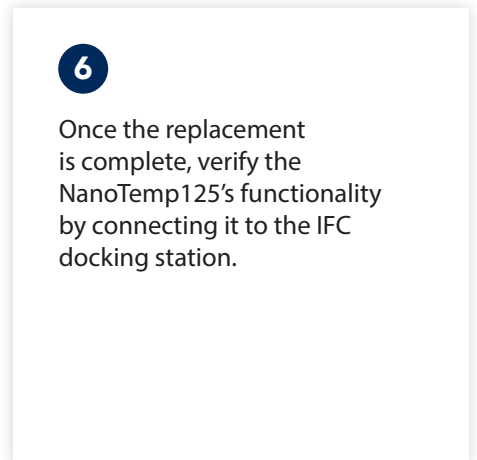 6
Once the replacement
is complete, verify the
NanoTemp125’s functionality
by connecting it to the IFC
docking station.